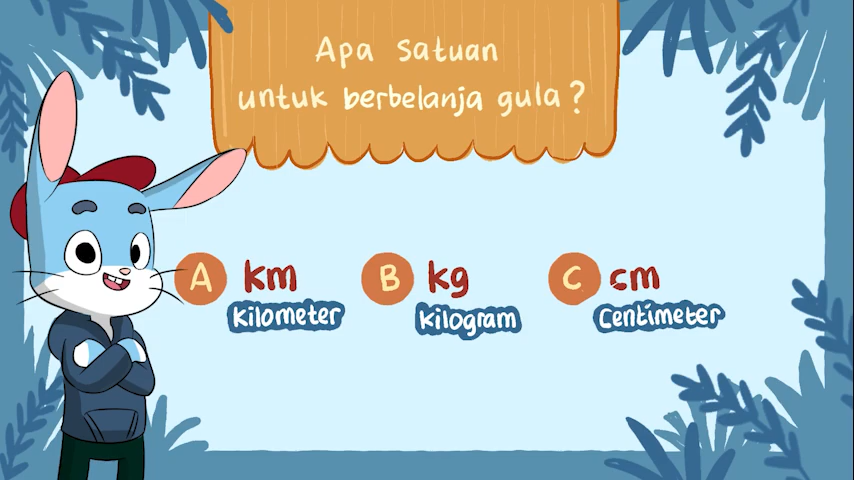 Apa Satuan
untuk berbelanja gula?
A km
Kilometer
B kg
Kilogram
C cm
Centimeter